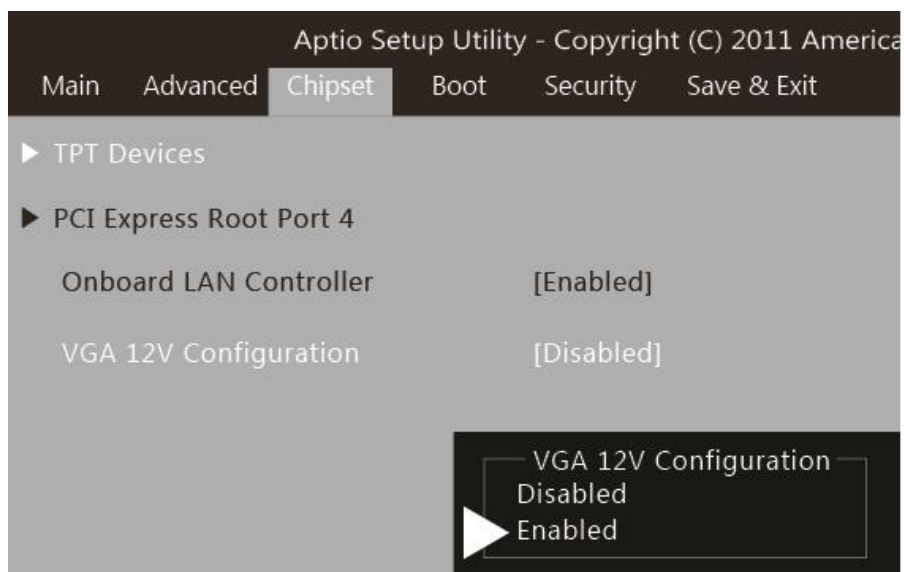 Aptio Setup Utility - Copyright (C) 2011 America
Main Advanced Chipset Boot Security Save & Exit
TPT Devices
PCI Express Root Port 4
Onboard LAN Controller [Enabled]
VGA 12V Configuration [Disabled]
VGA 12V Configuration
Disabled
Enabled